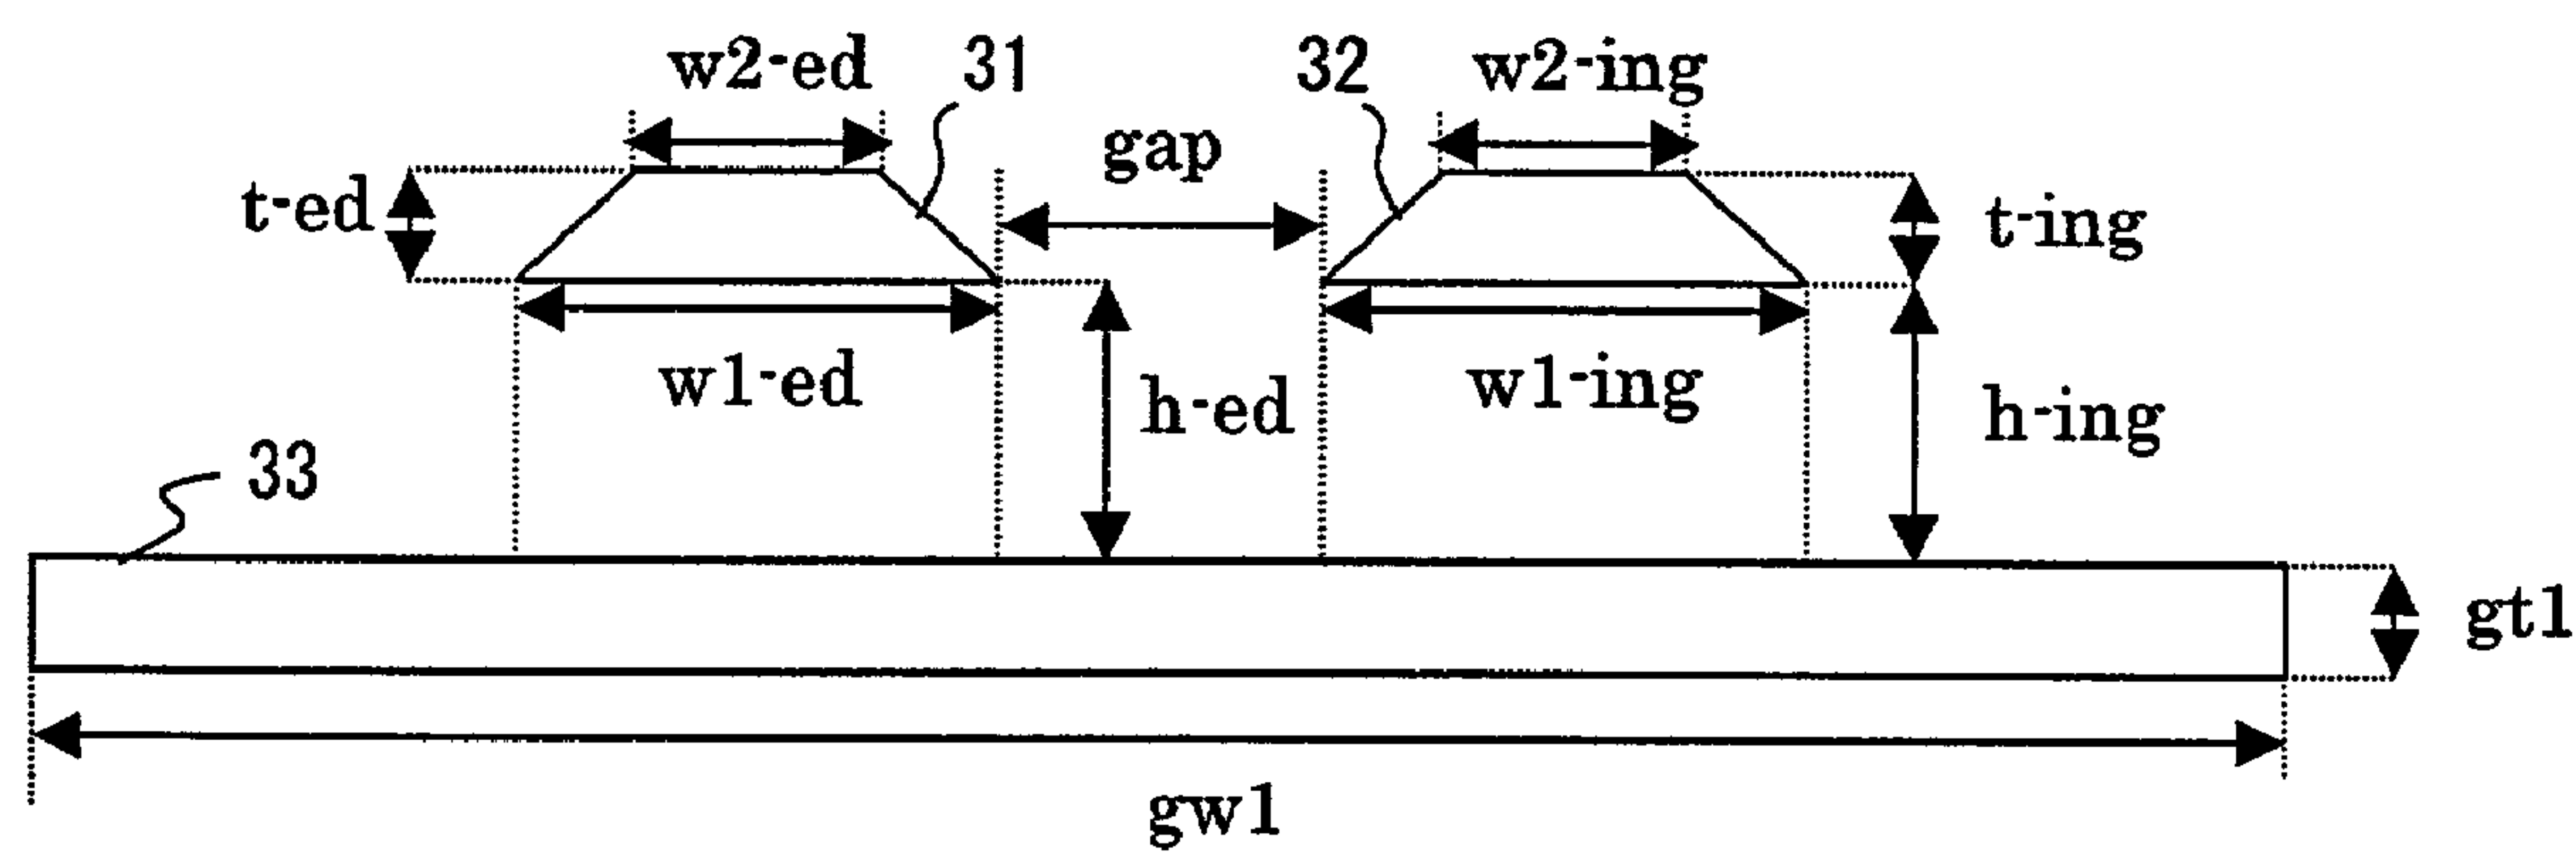 w2-ed 31 32 w2-ing
gap
t-ed t-ing
w1-ed h-ed w1-ing h-ing
33
gt1
gw1